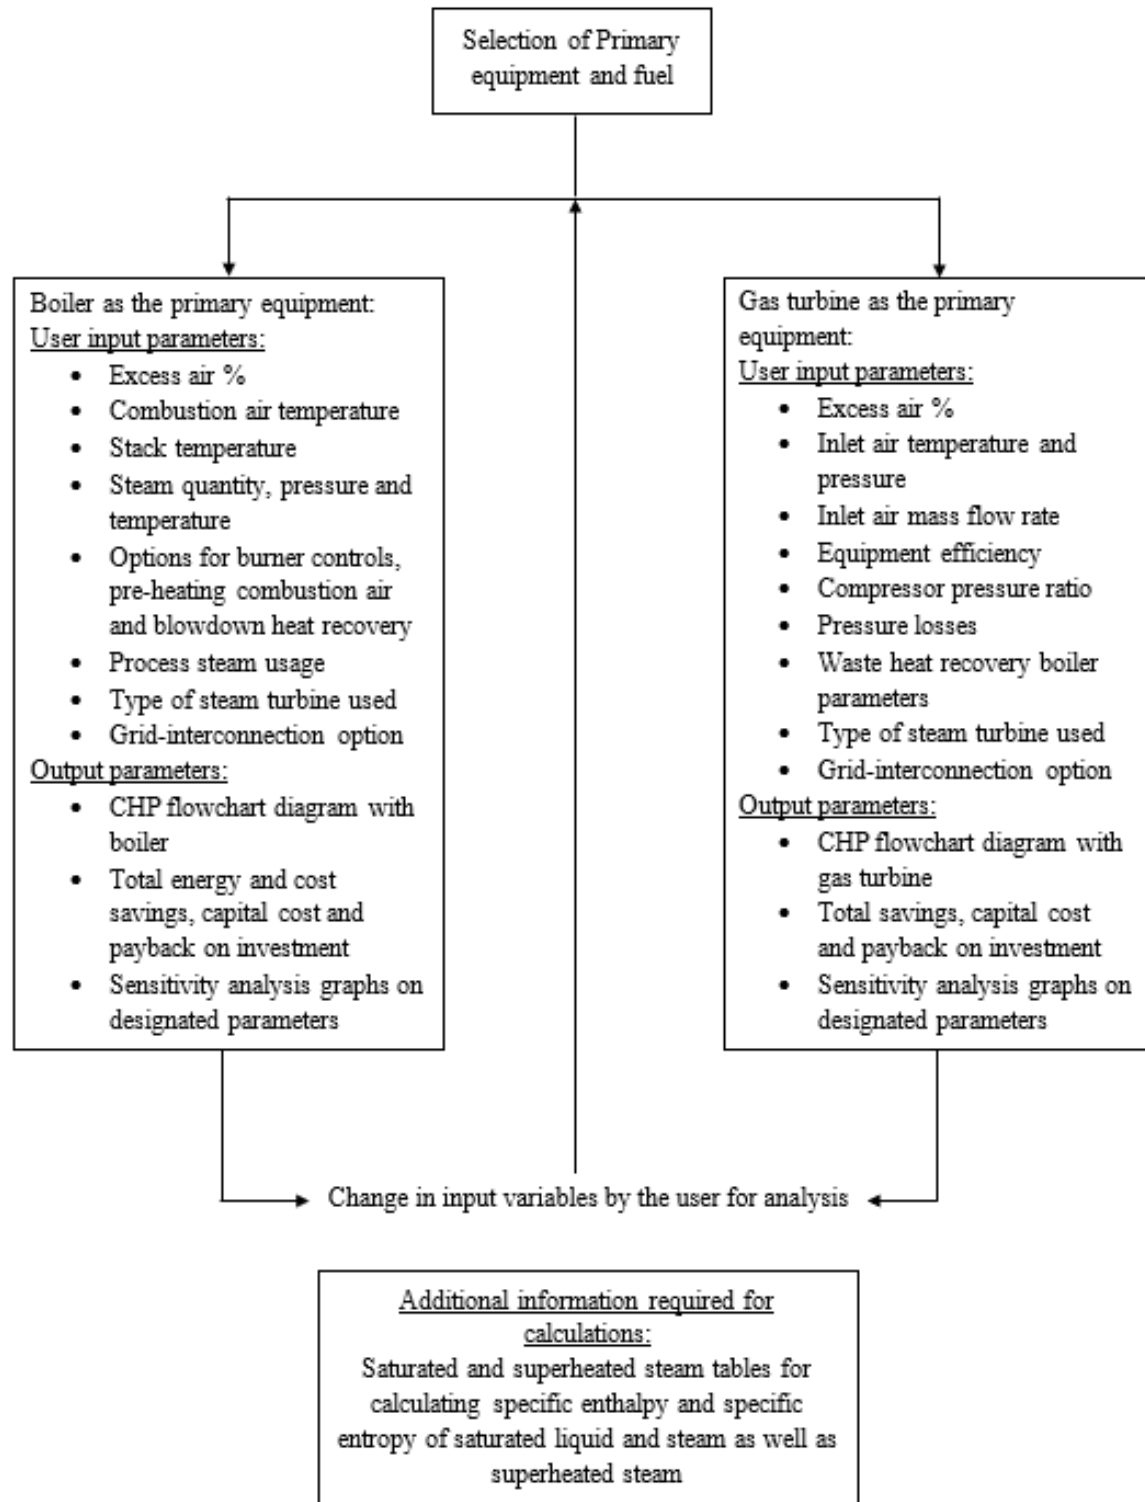 Selection of Primary
equipment and fuel
Boiler as the primary equipment:
User input parameters:
• Excess air %
• Combustion air temperature
• Stack temperature
• Steam quantity, pressure and
temperature
• Options for burner controls,
pre-heating combustion air
and blowdown heat recovery
• Process steam usage
• Type of steam turbine used
• Grid-interconnection option
Output parameters:
• CHP flowchart diagram with
boiler
• Total energy and cost
savings, capital cost and
payback on investment
• Sensitivity analysis graphs on
designated parameters
Gas turbine as the primary
equipment:
User input parameters:
• Excess air %
• Inlet air temperature and
pressure
• Inlet air mass flow rate
• Equipment efficiency
• Compressor pressure ratio
• Pressure losses
• Waste heat recovery boiler
parameters
• Type of steam turbine used
• Grid-interconnection option
Output parameters:
• CHP flowchart diagram with
gas turbine
• Total savings, capital cost
and payback on investment
• Sensitivity analysis graphs on
designated parameters
Change in input variables by the user for analysis
Additional information required for
calculations:
Saturated and superheated steam tables for
calculating specific enthalpy and specific
entropy of saturated liquid and steam as well as
superheated steam